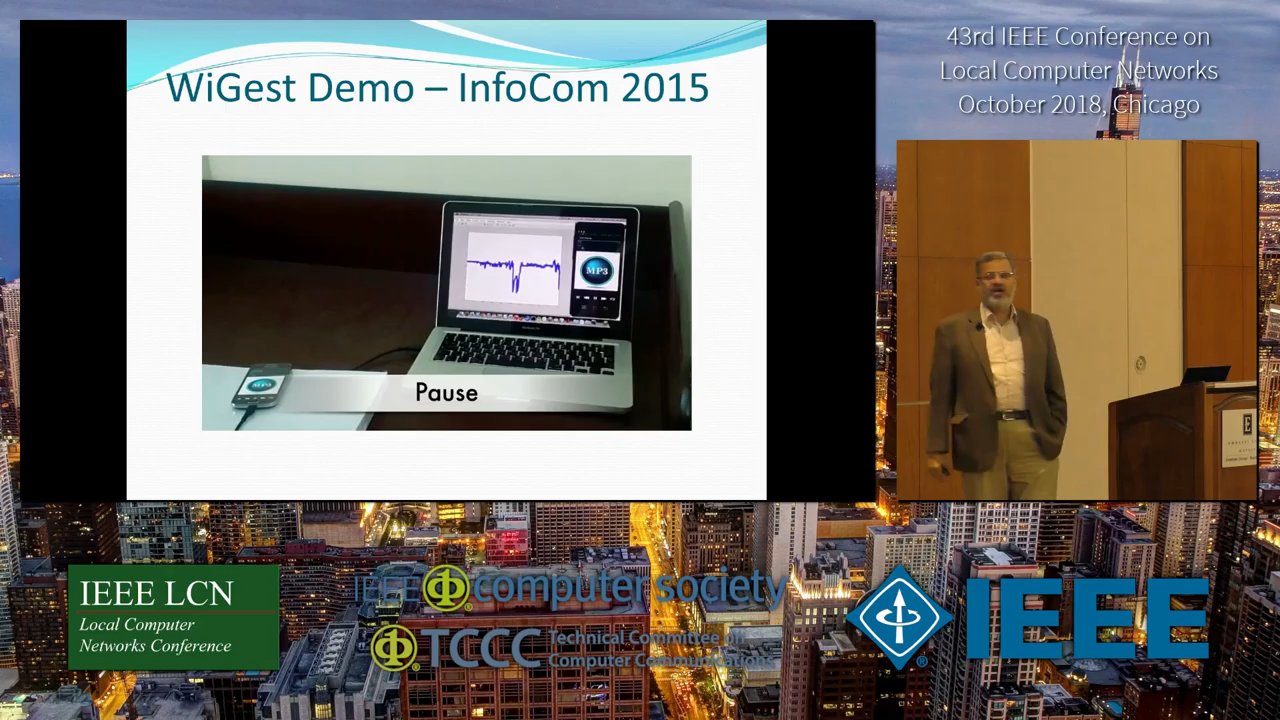 WiGest Demo – InfoCom 2015
MP3
MP3
Pause
43rd IEEE Conference on
Local Computer Networks
October 2018, Chicago
IEEE LCN
Local Computer
Networks Conference
IEEE computer society
TCCC Technical Committee on
Computer Communications
IEEE